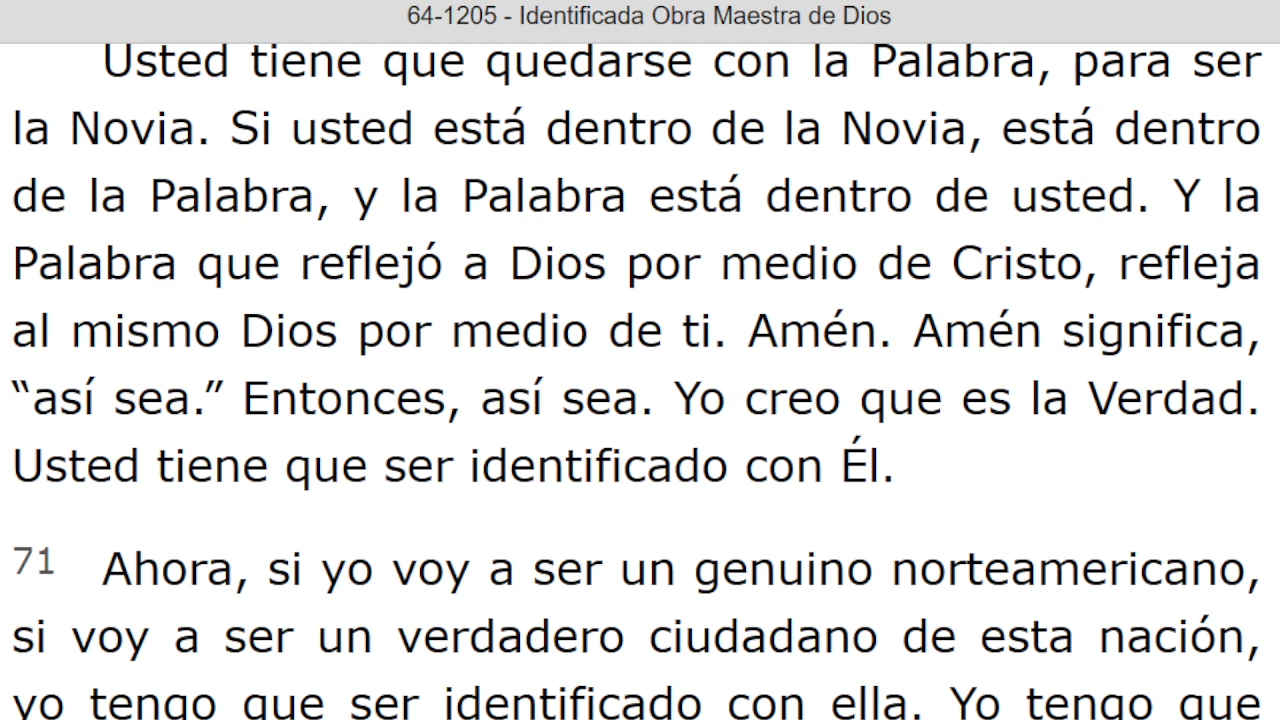 64-1205 - Identificada Obra Maestra de Dios
Usted tiene que quedarse con la Palabra, para ser
la Novia. Si usted está dentro de la Novia, está dentro
de la Palabra, y la Palabra está dentro de usted. Y la
Palabra que reflejó a Dios por medio de Cristo, refleja
al mismo Dios por medio de ti. Amén. Amén significa,
“así sea.” Entonces, así sea. Yo creo que es la Verdad.
Usted tiene que ser identificado con Él.
71 Ahora, si yo voy a ser un genuino norteamericano,
si voy a ser un verdadero ciudadano de esta nación,
yo tengo que ser identificado con ella. Yo tengo que